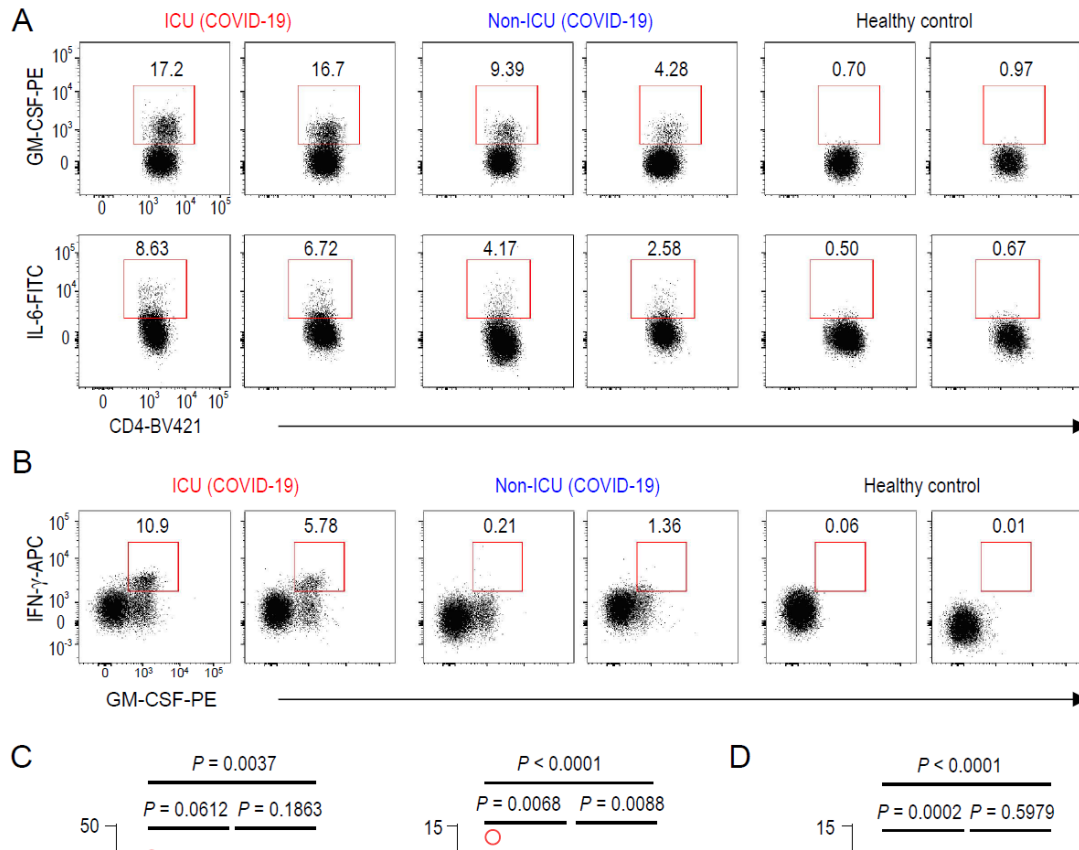 A
ICU (COVID-19) Non-ICU (COVID-19) Healthy control
GM-CSF-PE
10⁵
10⁴
10³
0
17.2 16.7 9.39 4.28 0.70 0.97
0 10³ 10⁴ 10⁵
IL-6-FITC
10⁵
10⁴
0
8.63 6.72 4.17 2.58 0.50 0.67
0 10³ 10⁴ 10⁵
CD4-BV421
B
ICU (COVID-19) Non-ICU (COVID-19) Healthy control
IFN-γ-APC
10⁵
10⁴
10³
0
10⁻³
10.9 5.78 0.21 1.36 0.06 0.01
0 10³ 10⁴ 10⁵
GM-CSF-PE
C
P = 0.0037
P = 0.0612 P = 0.1863
50
P < 0.0001
P = 0.0068 P = 0.0088
15
D
P < 0.0001
P = 0.0002 P = 0.5979
15